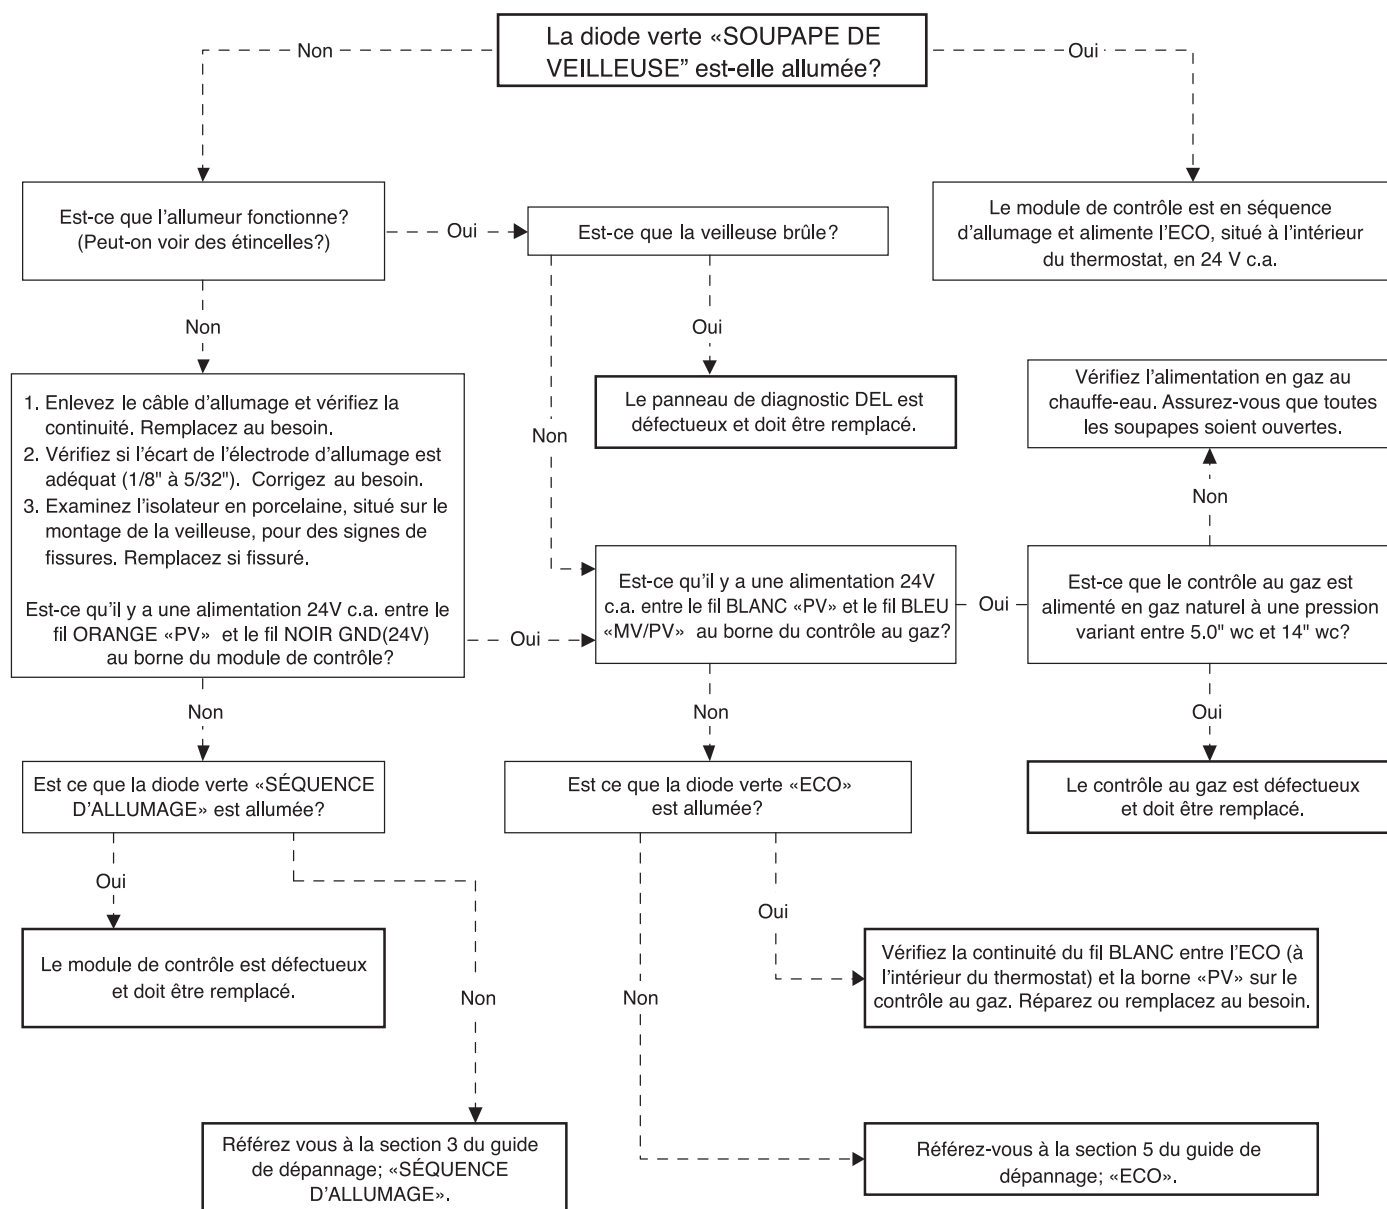 La diode verte «SOUPAPE DE
VEILLEUSE” est-elle allumée?
Non
Oui
Est-ce que l’allumeur fonctionne?
(Peut-on voir des étincelles?)
Oui
Est-ce que la veilleuse brûle?
Le module de contrôle est en séquence
d’allumage et alimente l’ECO, situé à l’intérieur
du thermostat, en 24 V c.a.
Non
Oui
1. Enlevez le câble d’allumage et vérifiez la
continuité. Remplacez au besoin.
2. Vérifiez si l’écart de l’électrode d’allumage est
adéquat (1/8" à 5/32").  Corrigez au besoin.
3. Examinez l’isolateur en porcelaine, situé sur le
montage de la veilleuse, pour des signes de
fissures. Remplacez si fissuré.
Est-ce qu’il y a une alimentation 24V c.a. entre le
fil ORANGE «PV»  et le fil NOIR GND(24V)
au borne du module de contrôle?
Non
Le panneau de diagnostic DEL est
défectueux et doit être remplacé.
Vérifiez l’alimentation en gaz au
chauffe-eau. Assurez-vous que toutes
les soupapes soient ouvertes.
Non
Oui
Est-ce qu’il y a une alimentation 24V
c.a. entre le fil BLANC «PV» et le fil BLEU
«MV/PV»  au borne du contrôle au gaz?
Oui
Est-ce que le contrôle au gaz est
alimenté en gaz naturel à une pression
variant entre 5.0" wc et 14" wc?
Non
Non
Oui
Est ce que la diode verte «SÉQUENCE
D’ALLUMAGE» est allumée?
Est ce que la diode verte «ECO»
est allumée?
Le contrôle au gaz est défectueux
et doit être remplacé.
Oui
Oui
Le module de contrôle est défectueux
et doit être remplacé.
Non
Non
Vérifiez la continuité du fil BLANC entre l’ECO (à
l’intérieur du thermostat) et la borne «PV» sur le
contrôle au gaz. Réparez ou remplacez au besoin.
Référez vous à la section 3 du guide
de dépannage; «SÉQUENCE
D’ALLUMAGE».
Référez-vous à la section 5 du guide de
dépannage; «ECO».